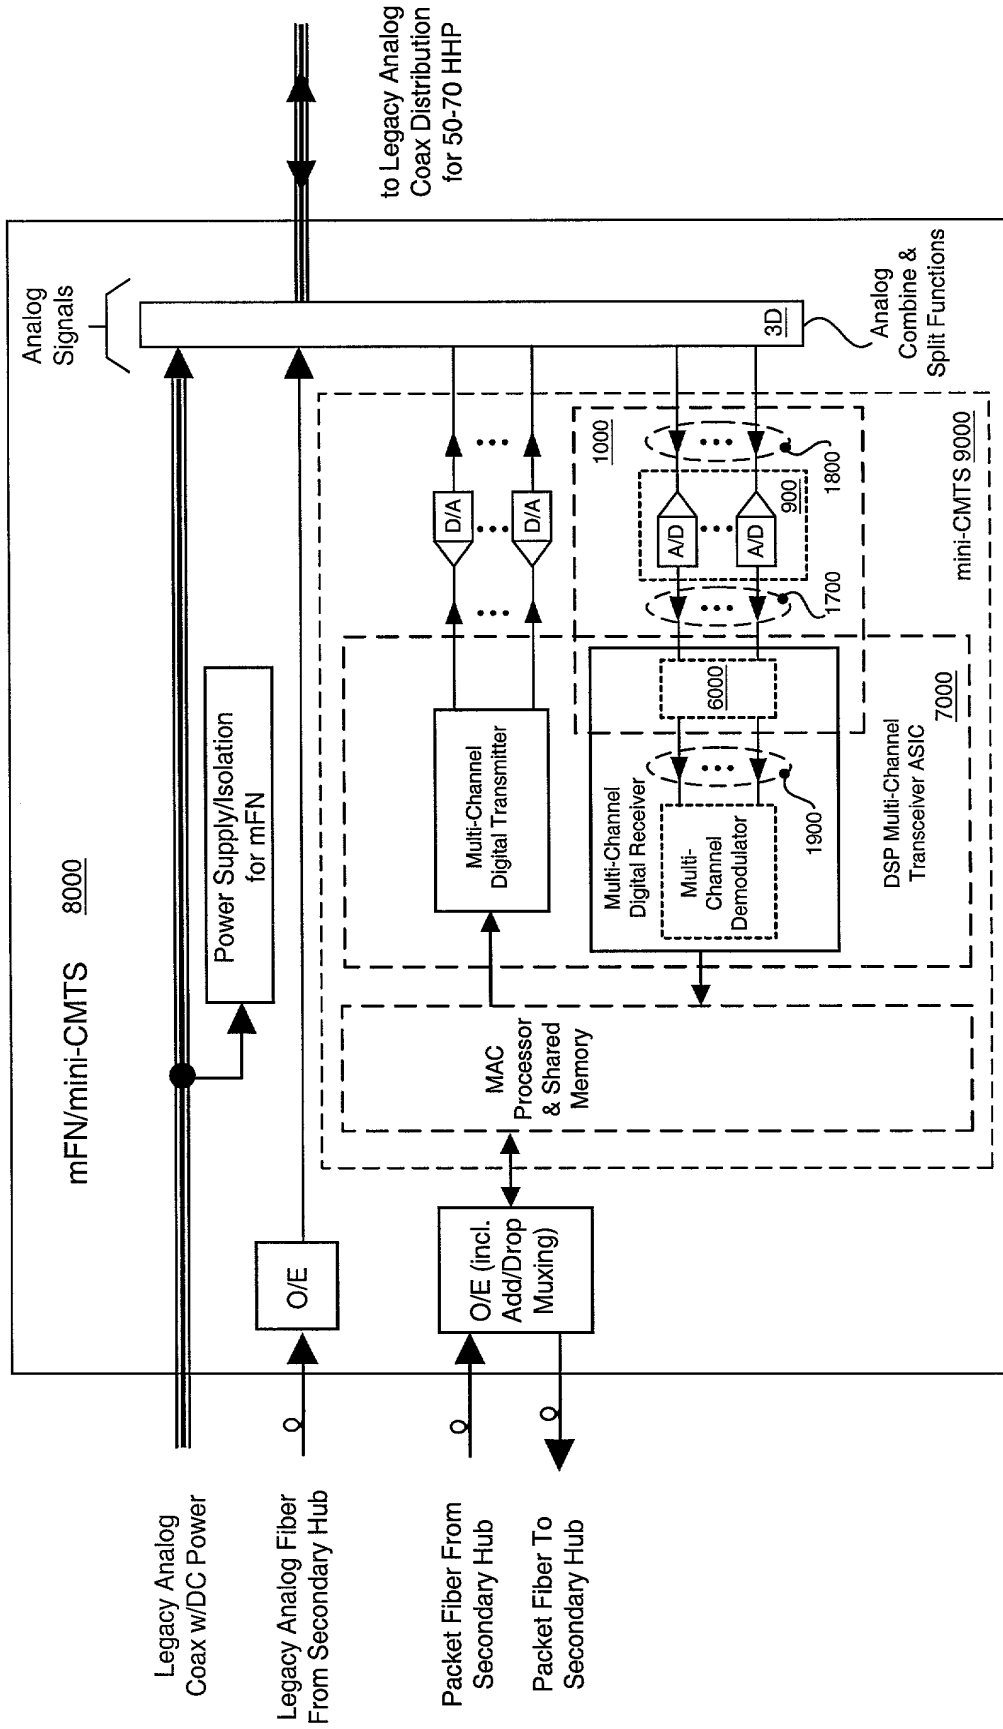 mFN/mini-CMTS 8000
Analog
Signals
to Legacy Analog
Coax Distribution
for 50-70 HHP
Legacy Analog
Coax w/DC Power
Power Supply/Isolation
for mFN
Legacy Analog Fiber
From Secondary Hub
O/E
Packet Fiber From
Secondary Hub
Packet Fiber To
Secondary Hub
O/E (incl.
Add/Drop
Muxing)
MAC
Processor
& Shared
Memory
Multi-Channel
Digital Transmitter
D/A
D/A
Multi-Channel
Digital Receiver
Multi-
Channel
Demodulator
1900
6000
1700
A/D
A/D
900
1000
1800
3D
Analog
Combine &
Split Functions
DSP Multi-Channel
Transceiver ASIC
7000
mini-CMTS 9000